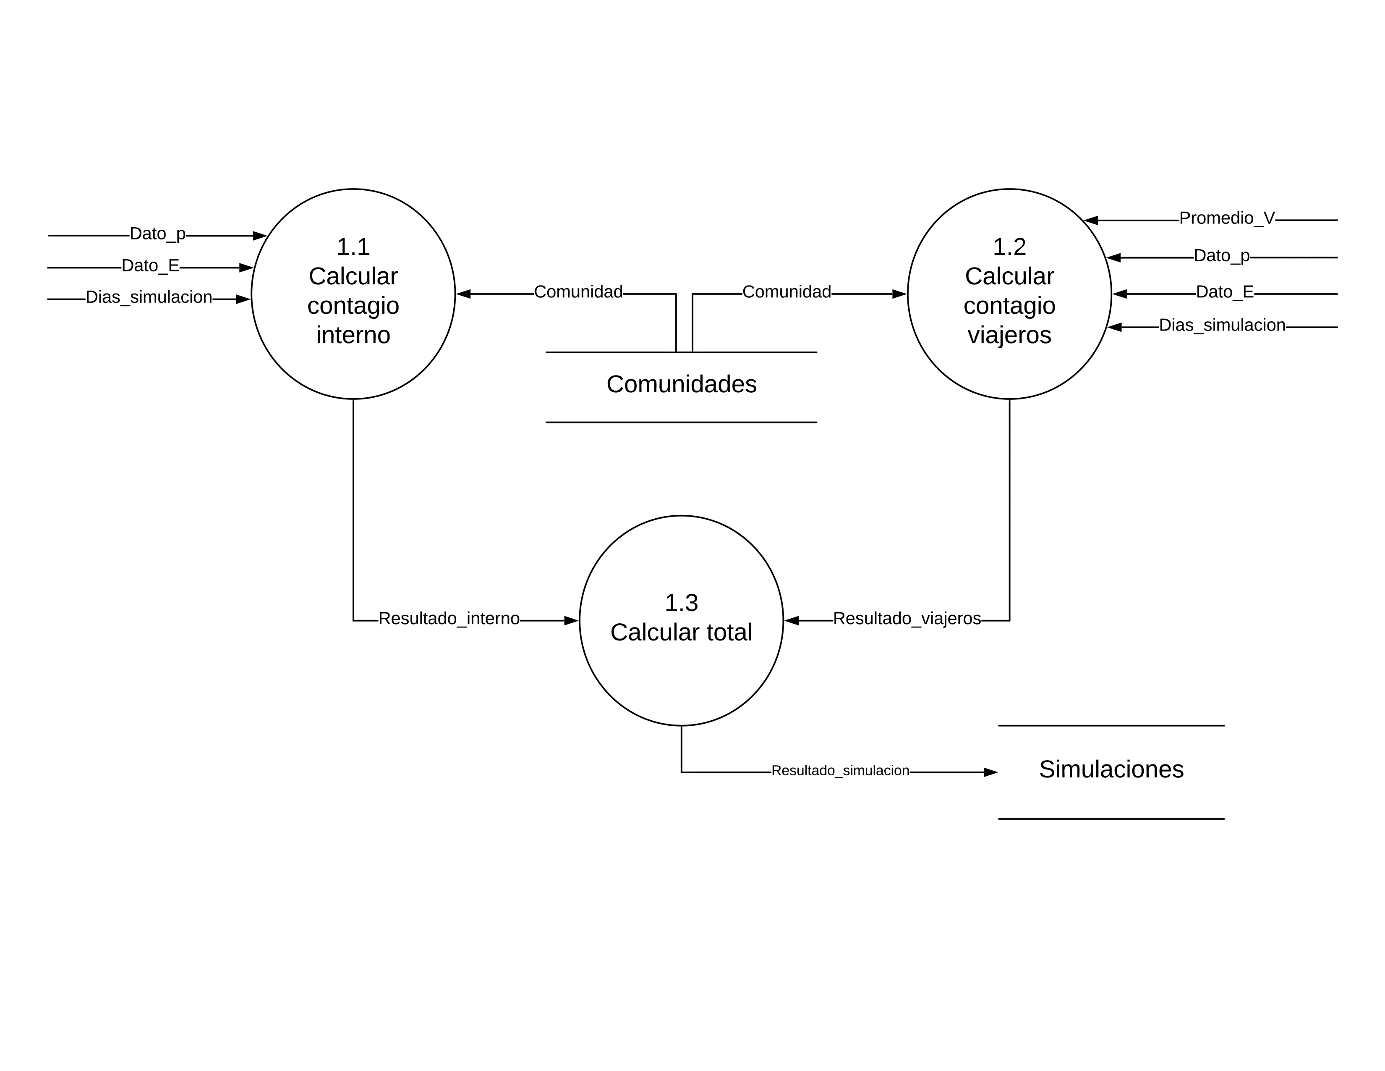 Dato_p
Dato_E
Dias_simulacion
1.1
Calcular
contagio
interno
Comunidad
Comunidad
1.2
Calcular
contagio
viajeros
Promedio_V
Dato_p
Dato_E
Dias_simulacion
Comunidades
Resultado_interno
1.3
Calcular total
Resultado_viajeros
Resultado_simulacion
Simulaciones